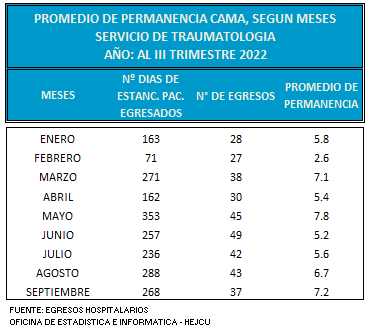 PROMEDIO DE PERMANENCIA CAMA, SEGUN MESES
SERVICIO DE TRAUMATOLOGIA
AÑO: AL III TRIMESTRE 2022
MESES Nº DIAS DE ESTANC. PAC. EGRESADOS N° DE EGRESOS PROMEDIO DE PERMANENCIA
ENERO 163 28 5.8
FEBRERO 71 27 2.6
MARZO 271 38 7.1
ABRIL 162 30 5.4
MAYO 353 45 7.8
JUNIO 257 49 5.2
JULIO 236 42 5.6
AGOSTO 288 43 6.7
SEPTIEMBRE 268 37 7.2
FUENTE: EGRESOS HOSPITALARIOS
OFICINA DE ESTADISTICA E INFORMATICA - HEJCU